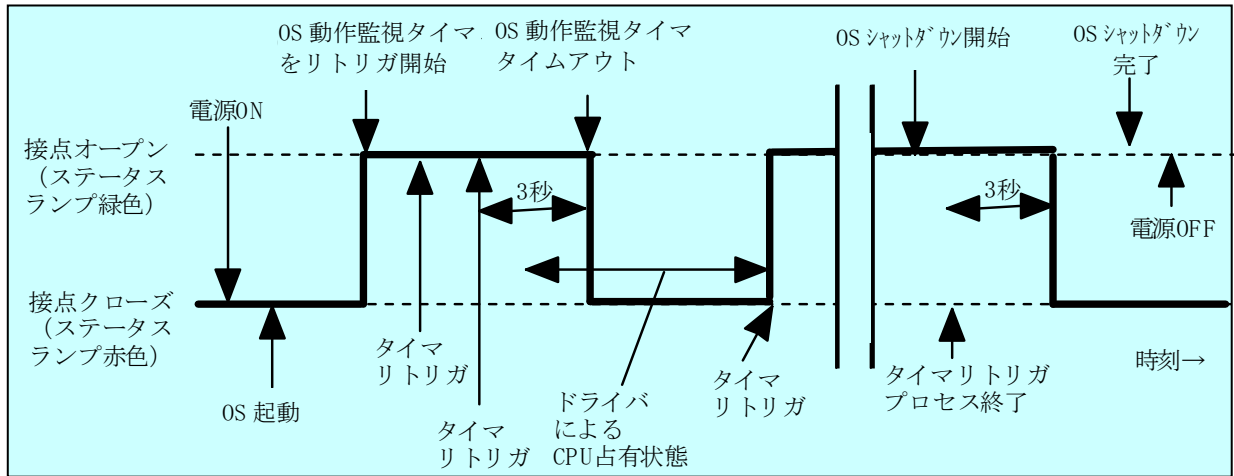 OS 動作監視タイマ
をリトリガ開始
OS 動作監視タイマ
タイムアウト
OS ｼｬｯﾄﾀﾞｳﾝ開始
OS ｼｬｯﾄﾀﾞｳﾝ
完了
電源ON
接点オープン
（ステータス
ランプ緑色）
3秒
3秒
電源OFF
接点クローズ
（ステータス
ランプ赤色）
OS 起動
タイマ
リトリガ
タイマ
リトリガ
ドライバ
による
CPU占有状態
タイマ
リトリガ
タイマリトリガ
プロセス終了
時刻→